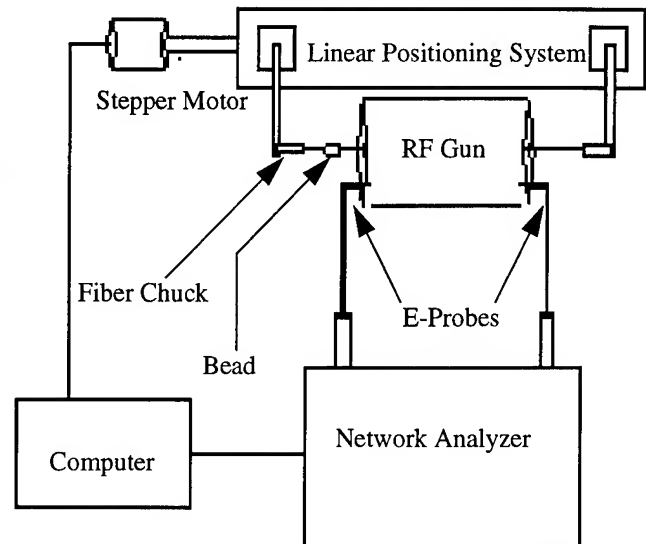 Linear Positioning System
Stepper Motor
RF Gun
Fiber Chuck
E-Probes
Bead
Network Analyzer
Computer